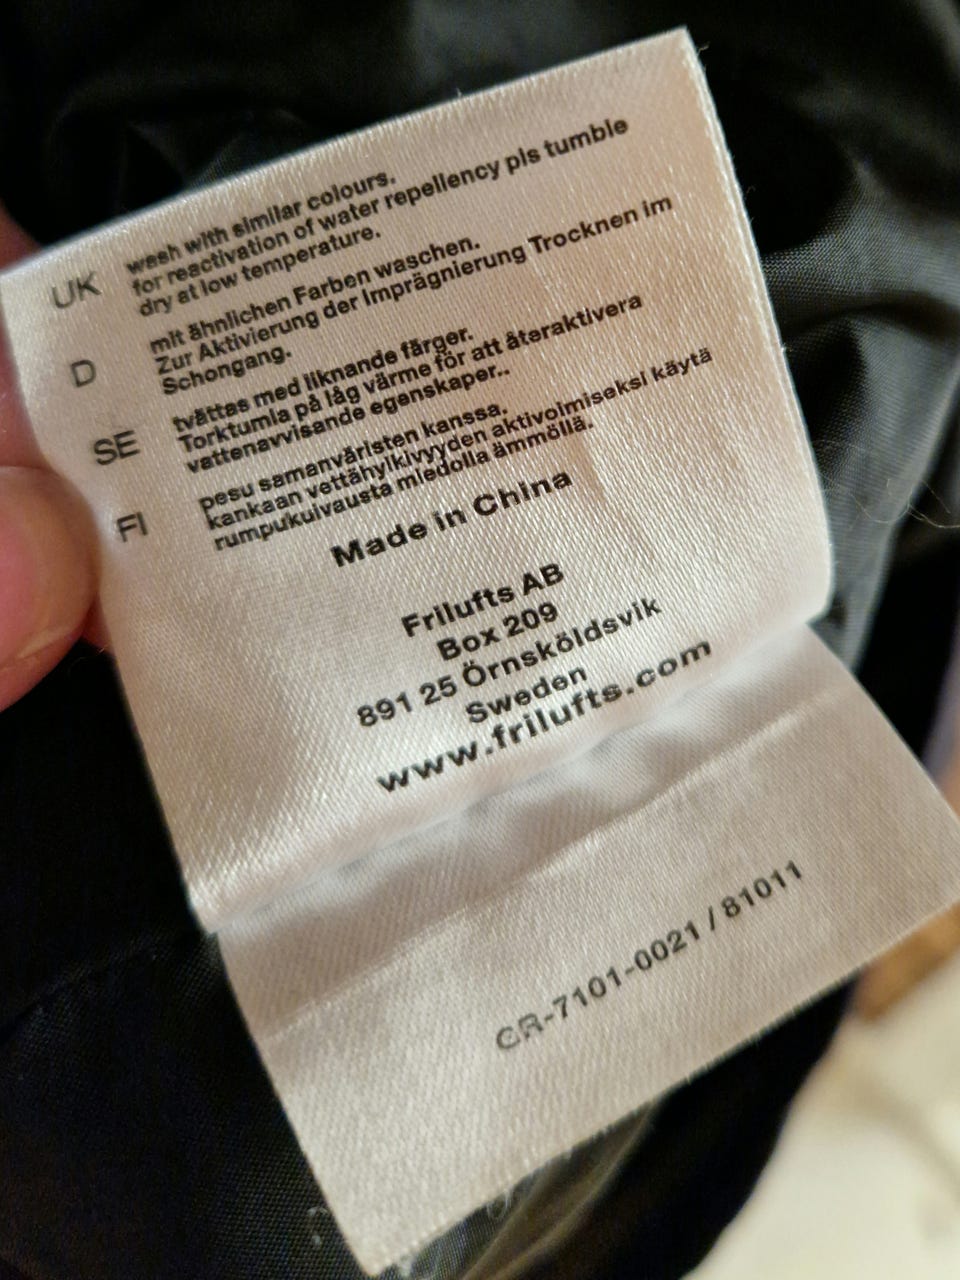 UK
wash with similar colours.
for reactivation of water repellency pls tumble
dry at low temperature.
D
mit ähnlichen Farben waschen.
Zur Aktivierung der Imprägnierung Trocknen im
Schongang.
SE
tvättas med liknande färger.
Torktumla på låg värme för att återaktivera
vattenavvisande egenskaper..
FI
pesu samanväristen kanssa.
kankaan vettähylkivyyden aktivoimiseksi käytä
rumpukuivausta miedolla ämmöllä.
Made in China
Frilufts AB
Box 209
891 25 Örnsköldsvik
Sweden
www.frilufts.com
GR-7101-0021 / 81011